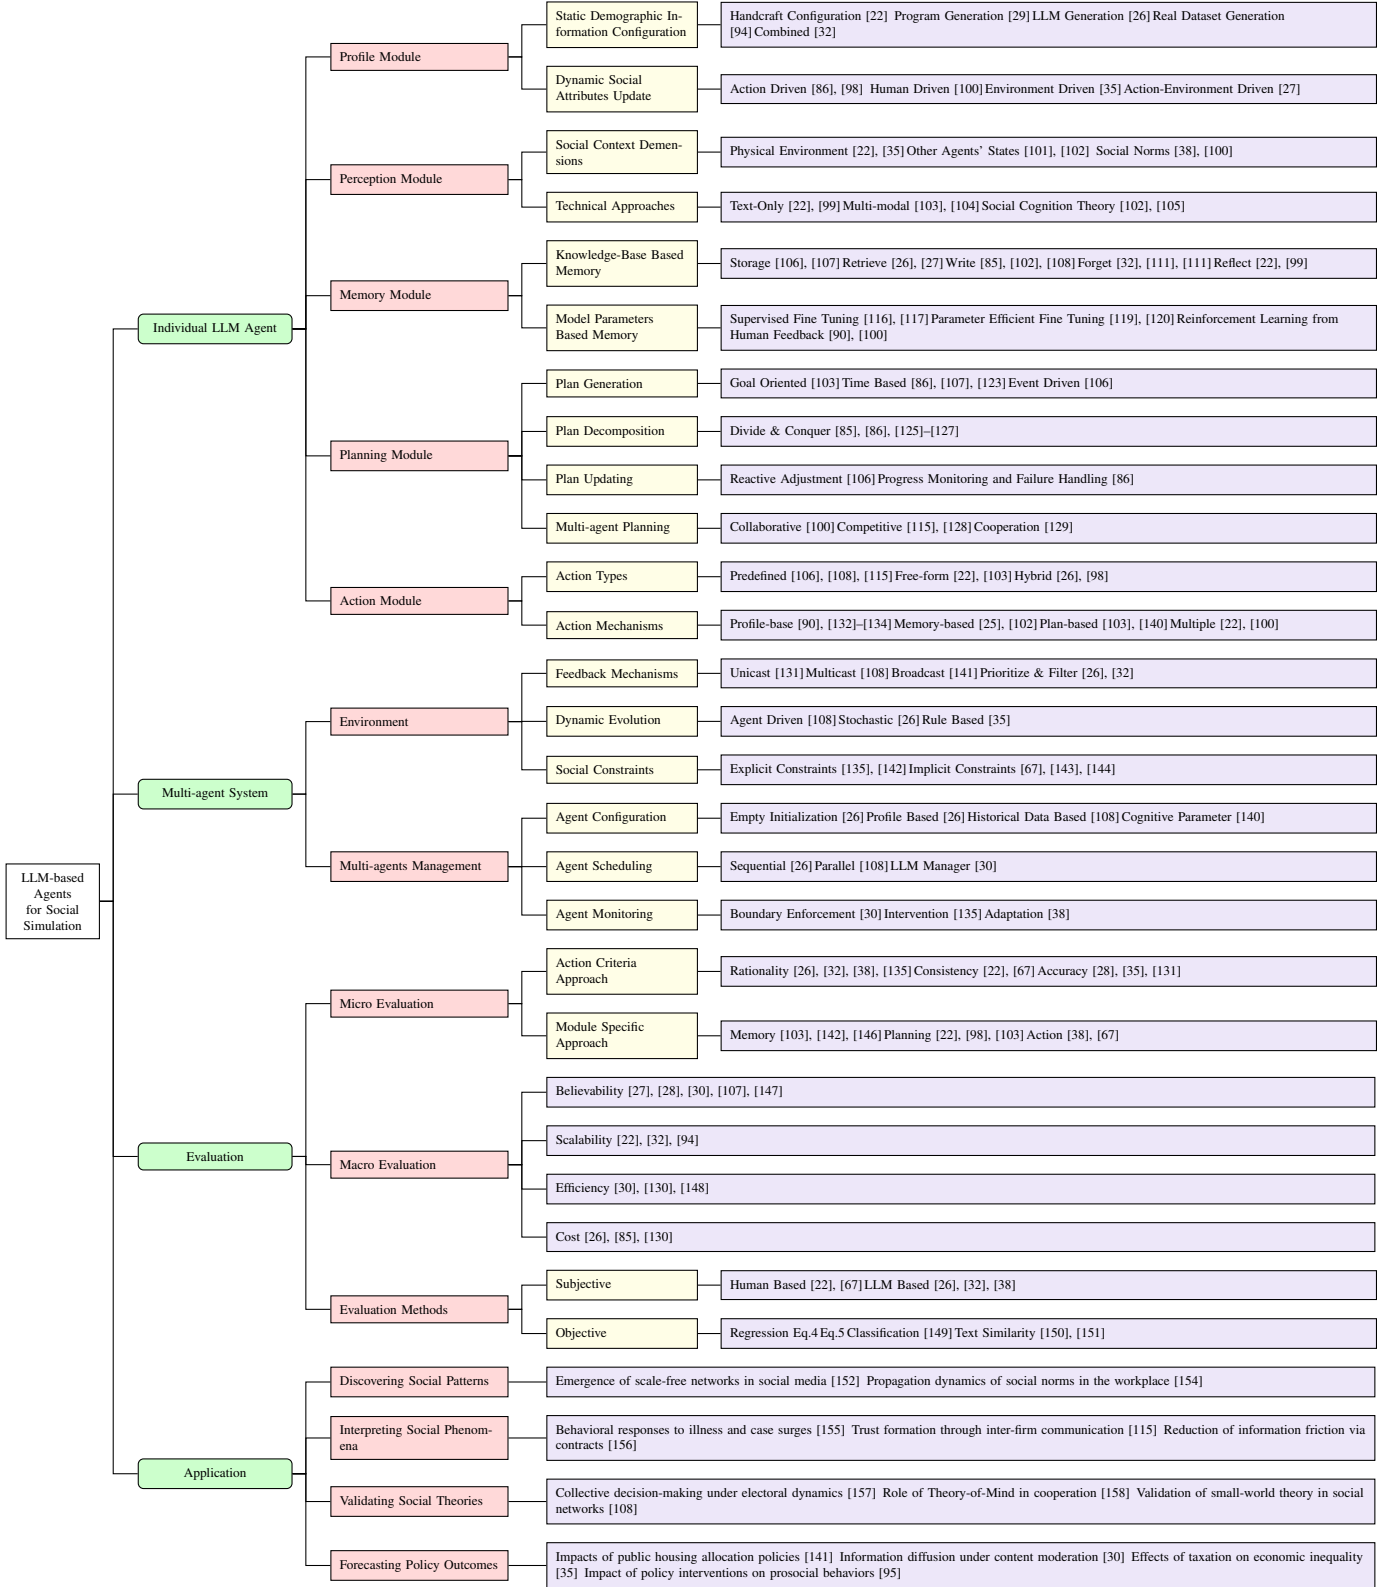 Static Demographic In-
formation Configuration
Handcraft Configuration [22] Program Generation [29] LLM Generation [26] Real Dataset Generation
[94] Combined [32]
Profile Module
Dynamic Social
Attributes Update
Action Driven [86], [98] Human Driven [100] Environment Driven [35] Action-Environment Driven [27]
Social Context Demen-
sions
Physical Environment [22], [35] Other Agents' States [101], [102] Social Norms [38], [100]
Perception Module
Technical Approaches
Text-Only [22], [99] Multi-modal [103], [104] Social Cognition Theory [102], [105]
Knowledge-Base Based
Memory
Storage [106], [107] Retrieve [26], [27] Write [85], [102], [108] Forget [32], [111], [111] Reflect [22], [99]
Memory Module
Individual LLM Agent
Model Parameters
Based Memory
Supervised Fine Tuning [116], [117] Parameter Efficient Fine Tuning [119], [120] Reinforcement Learning from
Human Feedback [90], [100]
Plan Generation
Goal Oriented [103] Time Based [86], [107], [123] Event Driven [106]
Plan Decomposition
Divide & Conquer [85], [86], [125]–[127]
Planning Module
Plan Updating
Reactive Adjustment [106] Progress Monitoring and Failure Handling [86]
Multi-agent Planning
Collaborative [100] Competitive [115], [128] Cooperation [129]
Action Types
Predefined [106], [108], [115] Free-form [22], [103] Hybrid [26], [98]
Action Module
Action Mechanisms
Profile-base [90], [132]–[134] Memory-based [25], [102] Plan-based [103], [140] Multiple [22], [100]
Feedback Mechanisms
Unicast [131] Multicast [108] Broadcast [141] Prioritize & Filter [26], [32]
Environment
Dynamic Evolution
Agent Driven [108] Stochastic [26] Rule Based [35]
Social Constraints
Explicit Constraints [135], [142] Implicit Constraints [67], [143], [144]
Multi-agent System
Agent Configuration
Empty Initialization [26] Profile Based [26] Historical Data Based [108] Cognitive Parameter [140]
Multi-agents Management
Agent Scheduling
Sequential [26] Parallel [108] LLM Manager [30]
LLM-based
Agents
for Social
Simulation
Agent Monitoring
Boundary Enforcement [30] Intervention [135] Adaptation [38]
Action Criteria
Approach
Rationality [26], [32], [38], [135] Consistency [22], [67] Accuracy [28], [35], [131]
Micro Evaluation
Module Specific
Approach
Memory [103], [142], [146] Planning [22], [98], [103] Action [38], [67]
Believability [27], [28], [30], [107], [147]
Scalability [22], [32], [94]
Evaluation
Macro Evaluation
Efficiency [30], [130], [148]
Cost [26], [85], [130]
Subjective
Human Based [22], [67] LLM Based [26], [32], [38]
Evaluation Methods
Objective
Regression Eq.4 Eq.5 Classification [149] Text Similarity [150], [151]
Discovering Social Patterns
Emergence of scale-free networks in social media [152] Propagation dynamics of social norms in the workplace [154]
Interpreting Social Phenom-
ena
Behavioral responses to illness and case surges [155] Trust formation through inter-firm communication [115] Reduction of information friction via
contracts [156]
Application
Validating Social Theories
Collective decision-making under electoral dynamics [157] Role of Theory-of-Mind in cooperation [158] Validation of small-world theory in social
networks [108]
Forecasting Policy Outcomes
Impacts of public housing allocation policies [141] Information diffusion under content moderation [30] Effects of taxation on economic inequality
[35] Impact of policy interventions on prosocial behaviors [95]